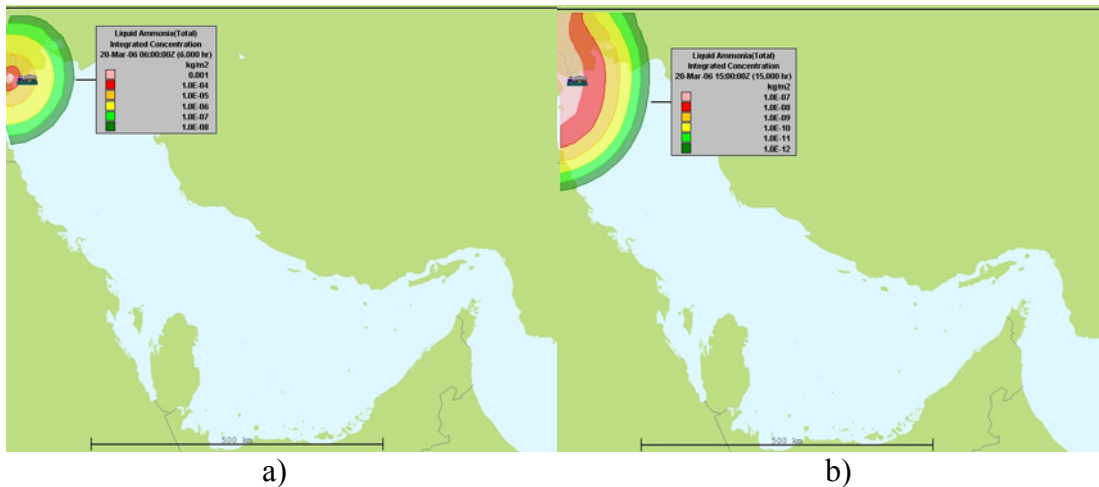 Liquid Ammonia(Total)
Integrated Concentration
20-Mar-06 06:00:00Z (6.000 hr)
kg/m2
0.001
1.0E-04
1.0E-05
1.0E-06
1.0E-07
1.0E-08
500 km
a)
Liquid Ammonia(Total)
Integrated Concentration
20-Mar-06 15:00:00Z (15.000 hr)
kg/m2
1.0E-07
1.0E-08
1.0E-09
1.0E-10
1.0E-11
1.0E-12
500 km
b)